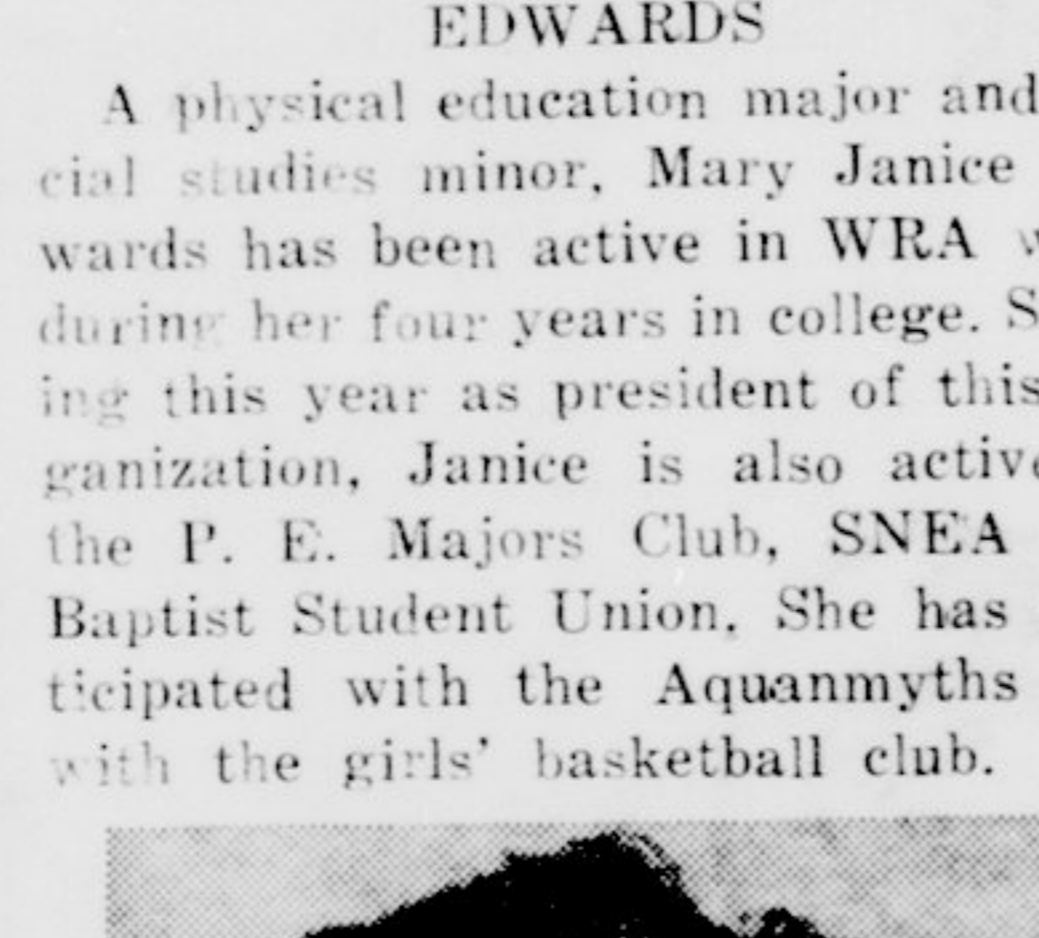 EDWARDS
A physical education major and
cial studies minor, Mary Janice
wards has been active in WRA
during her four years in college. S
ing this year as president of this
ganization, Janice is also active
the P. E. Majors Club, SNEA
Baptist Student Union. She has
ticipated with the Aquanmyths
with the girls' basketball club.